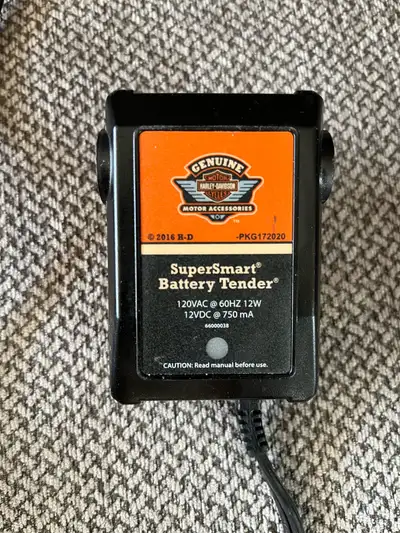 GENUINE
MOTOR
HARLEY-DAVIDSON
CYCLES
MOTOR ACCESSORIES
™
© 2016 H-D -PKG172020
SuperSmart®
Battery Tender®
120VAC @ 60HZ 12W
12VDC @ 750 mA
66000038
CAUTION: Read manual before use.